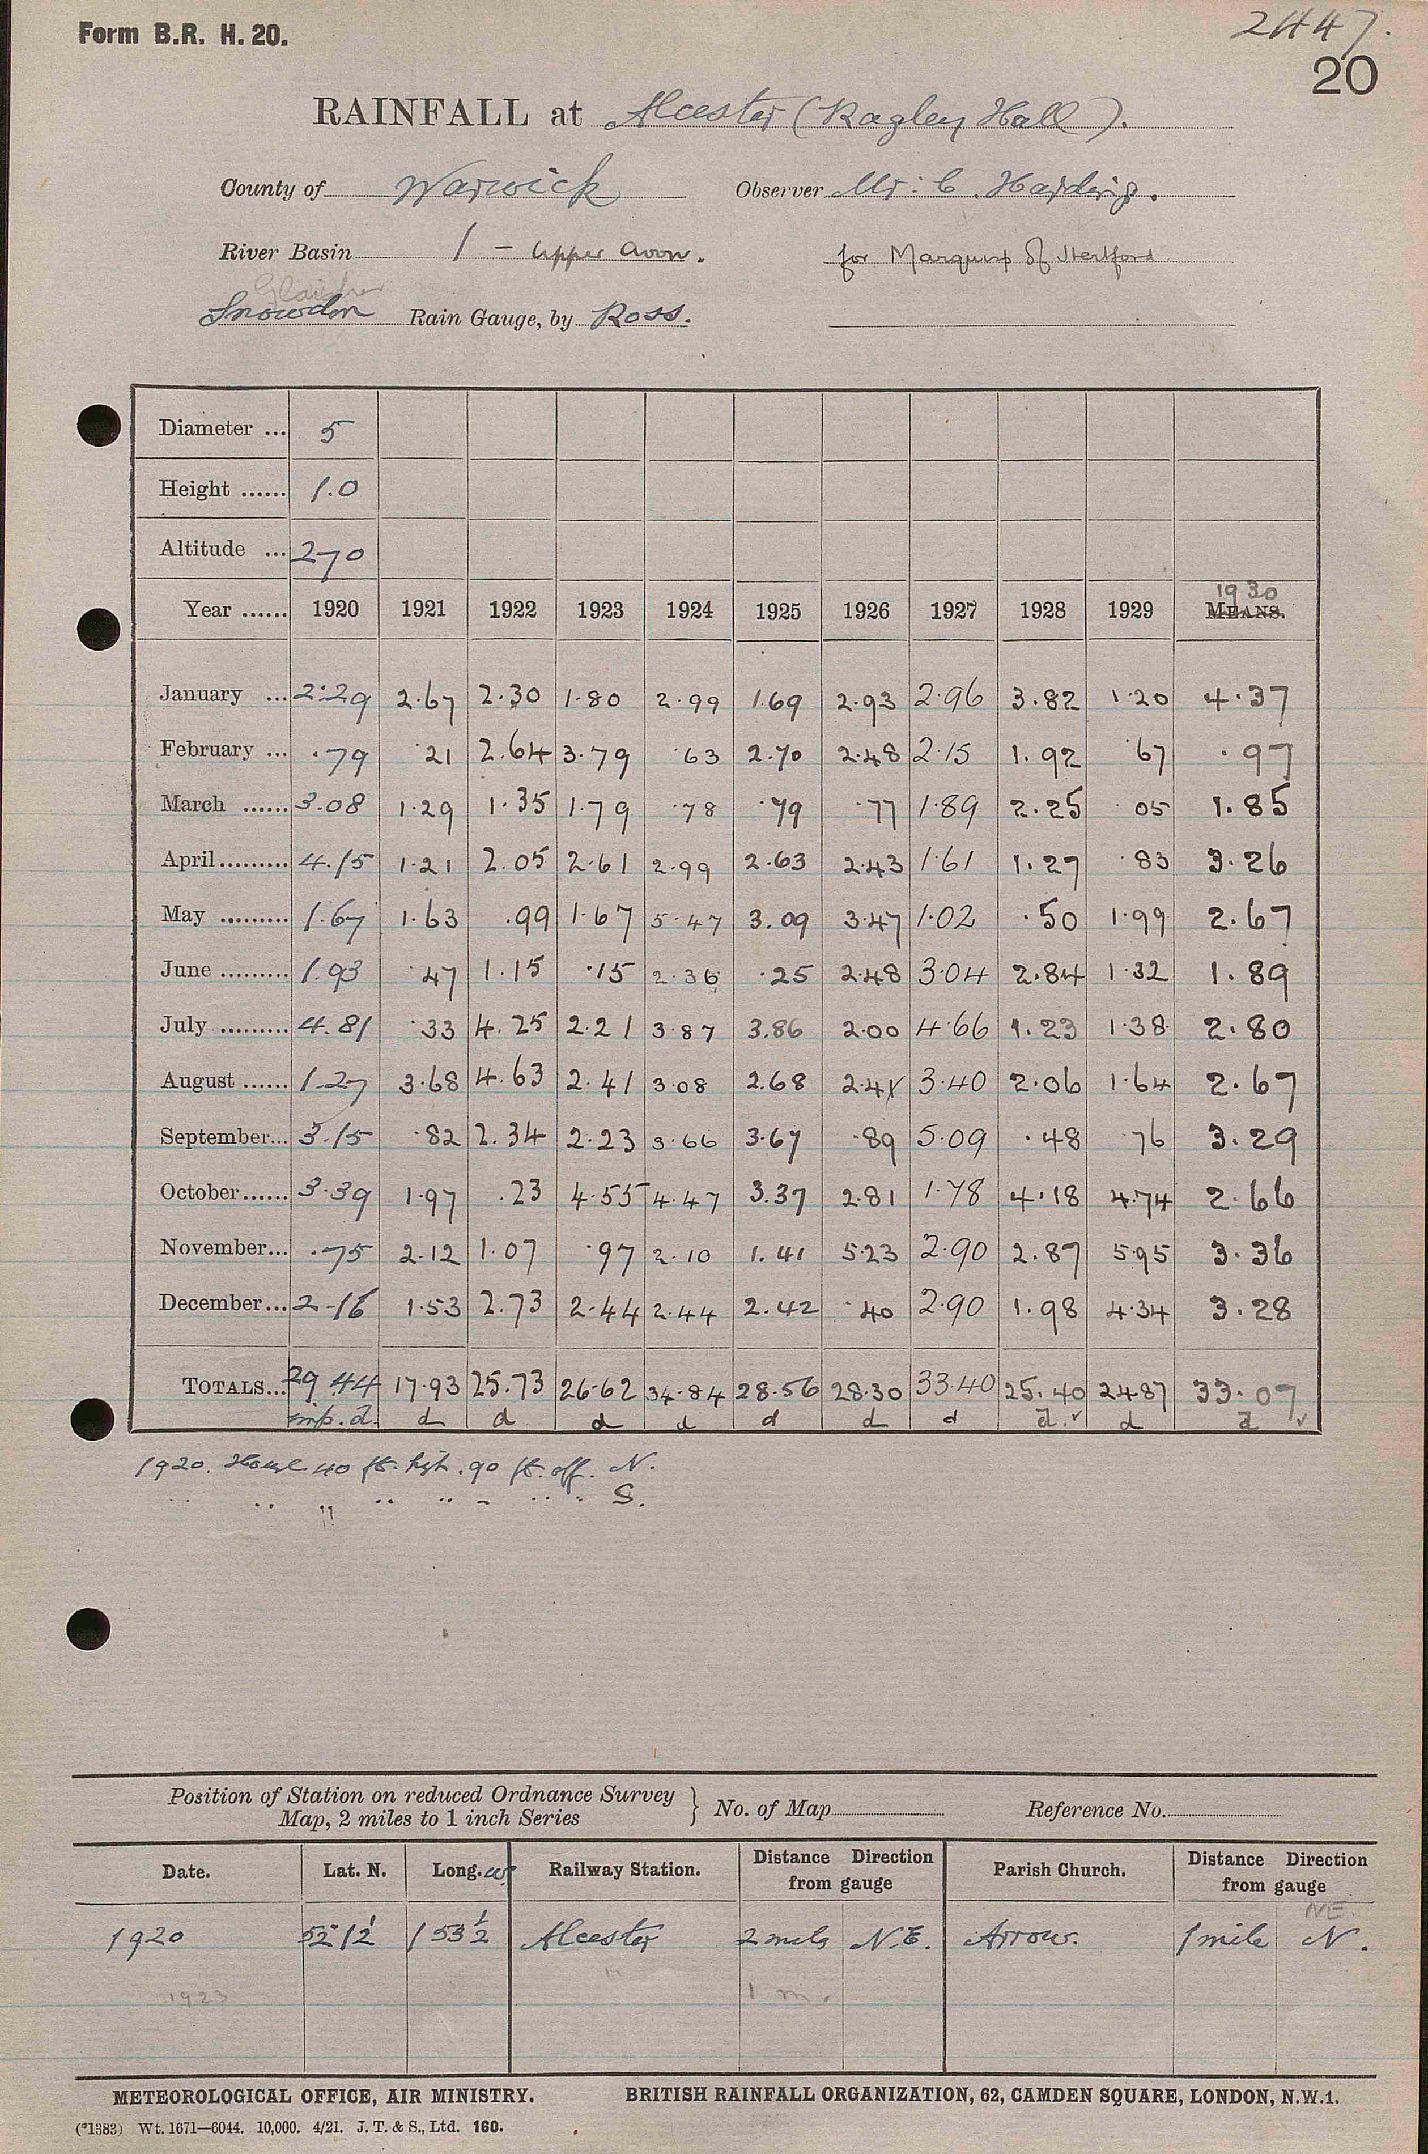 Form B.R. H. 20.
2447.
20
RAINFALL at Alcester (Ragley Hall).
County of Warwick Observer Mr. C. Harding.
River Basin 1 - Upper Avon. for Marquis of Hertford
Glaisher
Snowdon Rain Gauge, by Ross.
Diameter ... 5
Height ...... 1.0
Altitude ... 270
1930
Year ...... 1920 1921 1922 1923 1924 1925 1926 1927 1928 1929 MEANS.
January ... 2.29 2.67 2.30 1.80 2.99 1.69 2.93 2.96 3.82 1.20 4.37
February ... .79 .21 2.64 3.79 .63 2.70 2.48 2.15 1.92 .67 .97
March ...... 3.08 1.29 1.35 1.79 .78 .79 .77 1.89 2.25 .05 1.85
April ......... 4.15 1.21 2.05 2.61 2.99 2.63 2.43 1.61 1.27 .83 3.26
May ......... 1.67 1.63 .99 1.67 5.47 3.09 3.47 1.02 .50 1.99 2.67
June ......... 1.93 .47 1.15 .15 2.36 .25 2.48 3.04 2.84 1.32 1.89
July ......... 4.81 .33 4.25 2.21 3.87 3.86 2.00 4.66 1.23 1.38 2.80
August ...... 1.27 3.68 4.63 2.41 3.08 2.68 2.41 3.40 2.06 1.64 2.67
September... 3.15 .82 2.34 2.23 3.66 3.67 .89 5.09 .48 .76 3.29
October...... 3.39 1.97 .23 4.55 4.47 3.37 2.81 1.78 4.18 4.74 2.66
November... .75 2.12 1.07 .97 2.10 1.41 5.23 2.90 2.87 5.95 3.36
December... 2.16 1.53 2.73 2.44 2.44 2.42 .40 2.90 1.98 4.34 3.28
TOTALS... 29.44 17.93 25.73 26.62 34.84 28.56 28.30 33.40 25.40 24.87 33.07
mp. d. d d d d d d d d. ✓ d d ✓
1920. House 40 ft. high. 90 ft. off. N.
" " " " " " " " S.
Position of Station on reduced Ordnance Survey
Map, 2 miles to 1 inch Series } No. of Map Reference No.
Date. Lat. N. Long. W. Railway Station. Distance Direction from gauge Parish Church. Distance Direction from gauge
NE.
1920 52 12' 1 53 1/2 Alcester 2 miles N.E. Arrow. 1 mile N.
1923 " 1 m.
METEOROLOGICAL OFFICE, AIR MINISTRY. BRITISH RAINFALL ORGANIZATION, 62, CAMDEN SQUARE, LONDON, N.W.1.
(*1383) Wt. 1671—6044. 10,000. 4/21. J. T. & S., Ltd. 160.